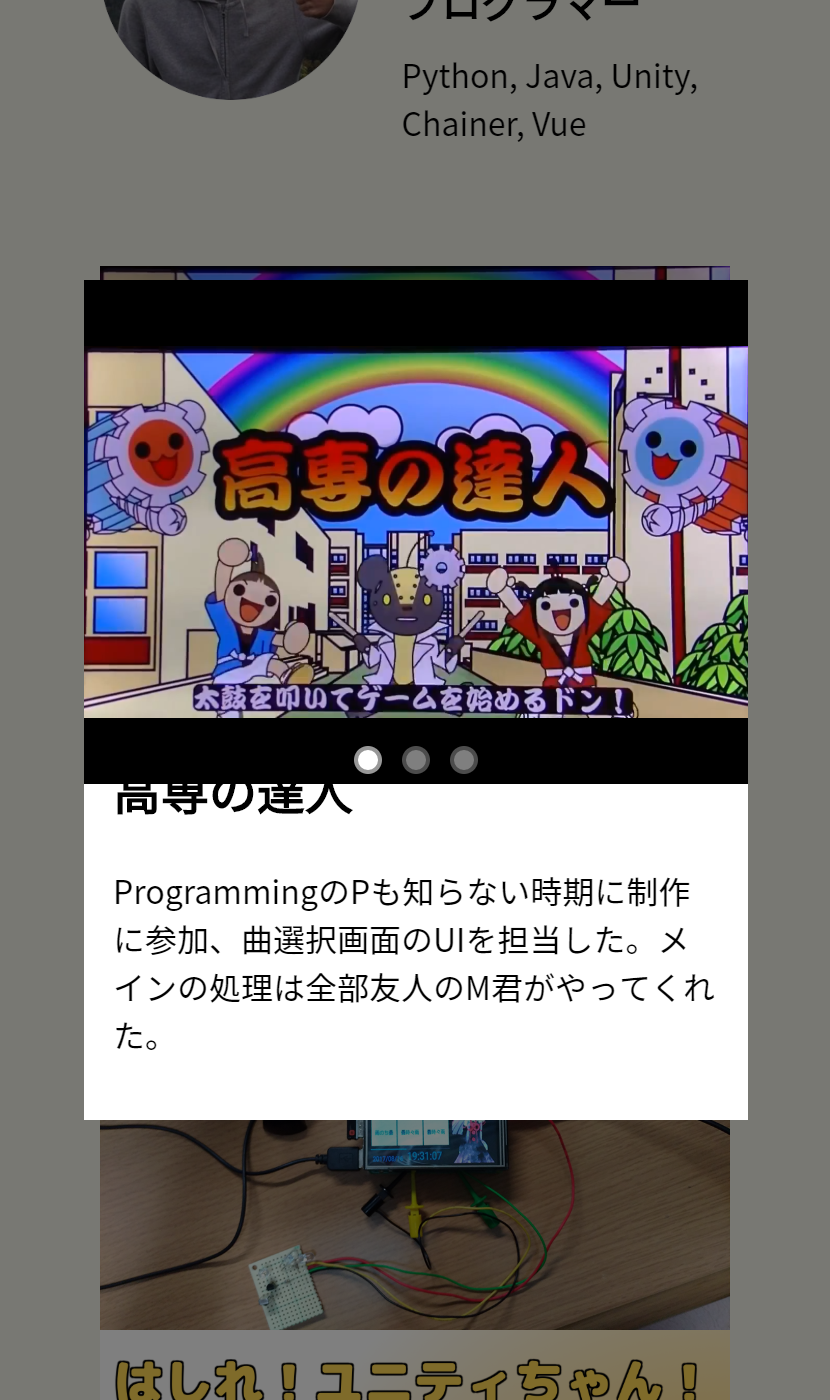 プログラマー
Python, Java, Unity,
Chainer, Vue
高専の達人
太鼓を叩いてゲームを始めるドン！
高専の達人
ProgrammingのPも知らない時期に制作
に参加、曲選択画面のUIを担当した。メ
インの処理は全部友人のM君がやってくれ
た。
19:31:07
はしれ！ユニティちゃん！